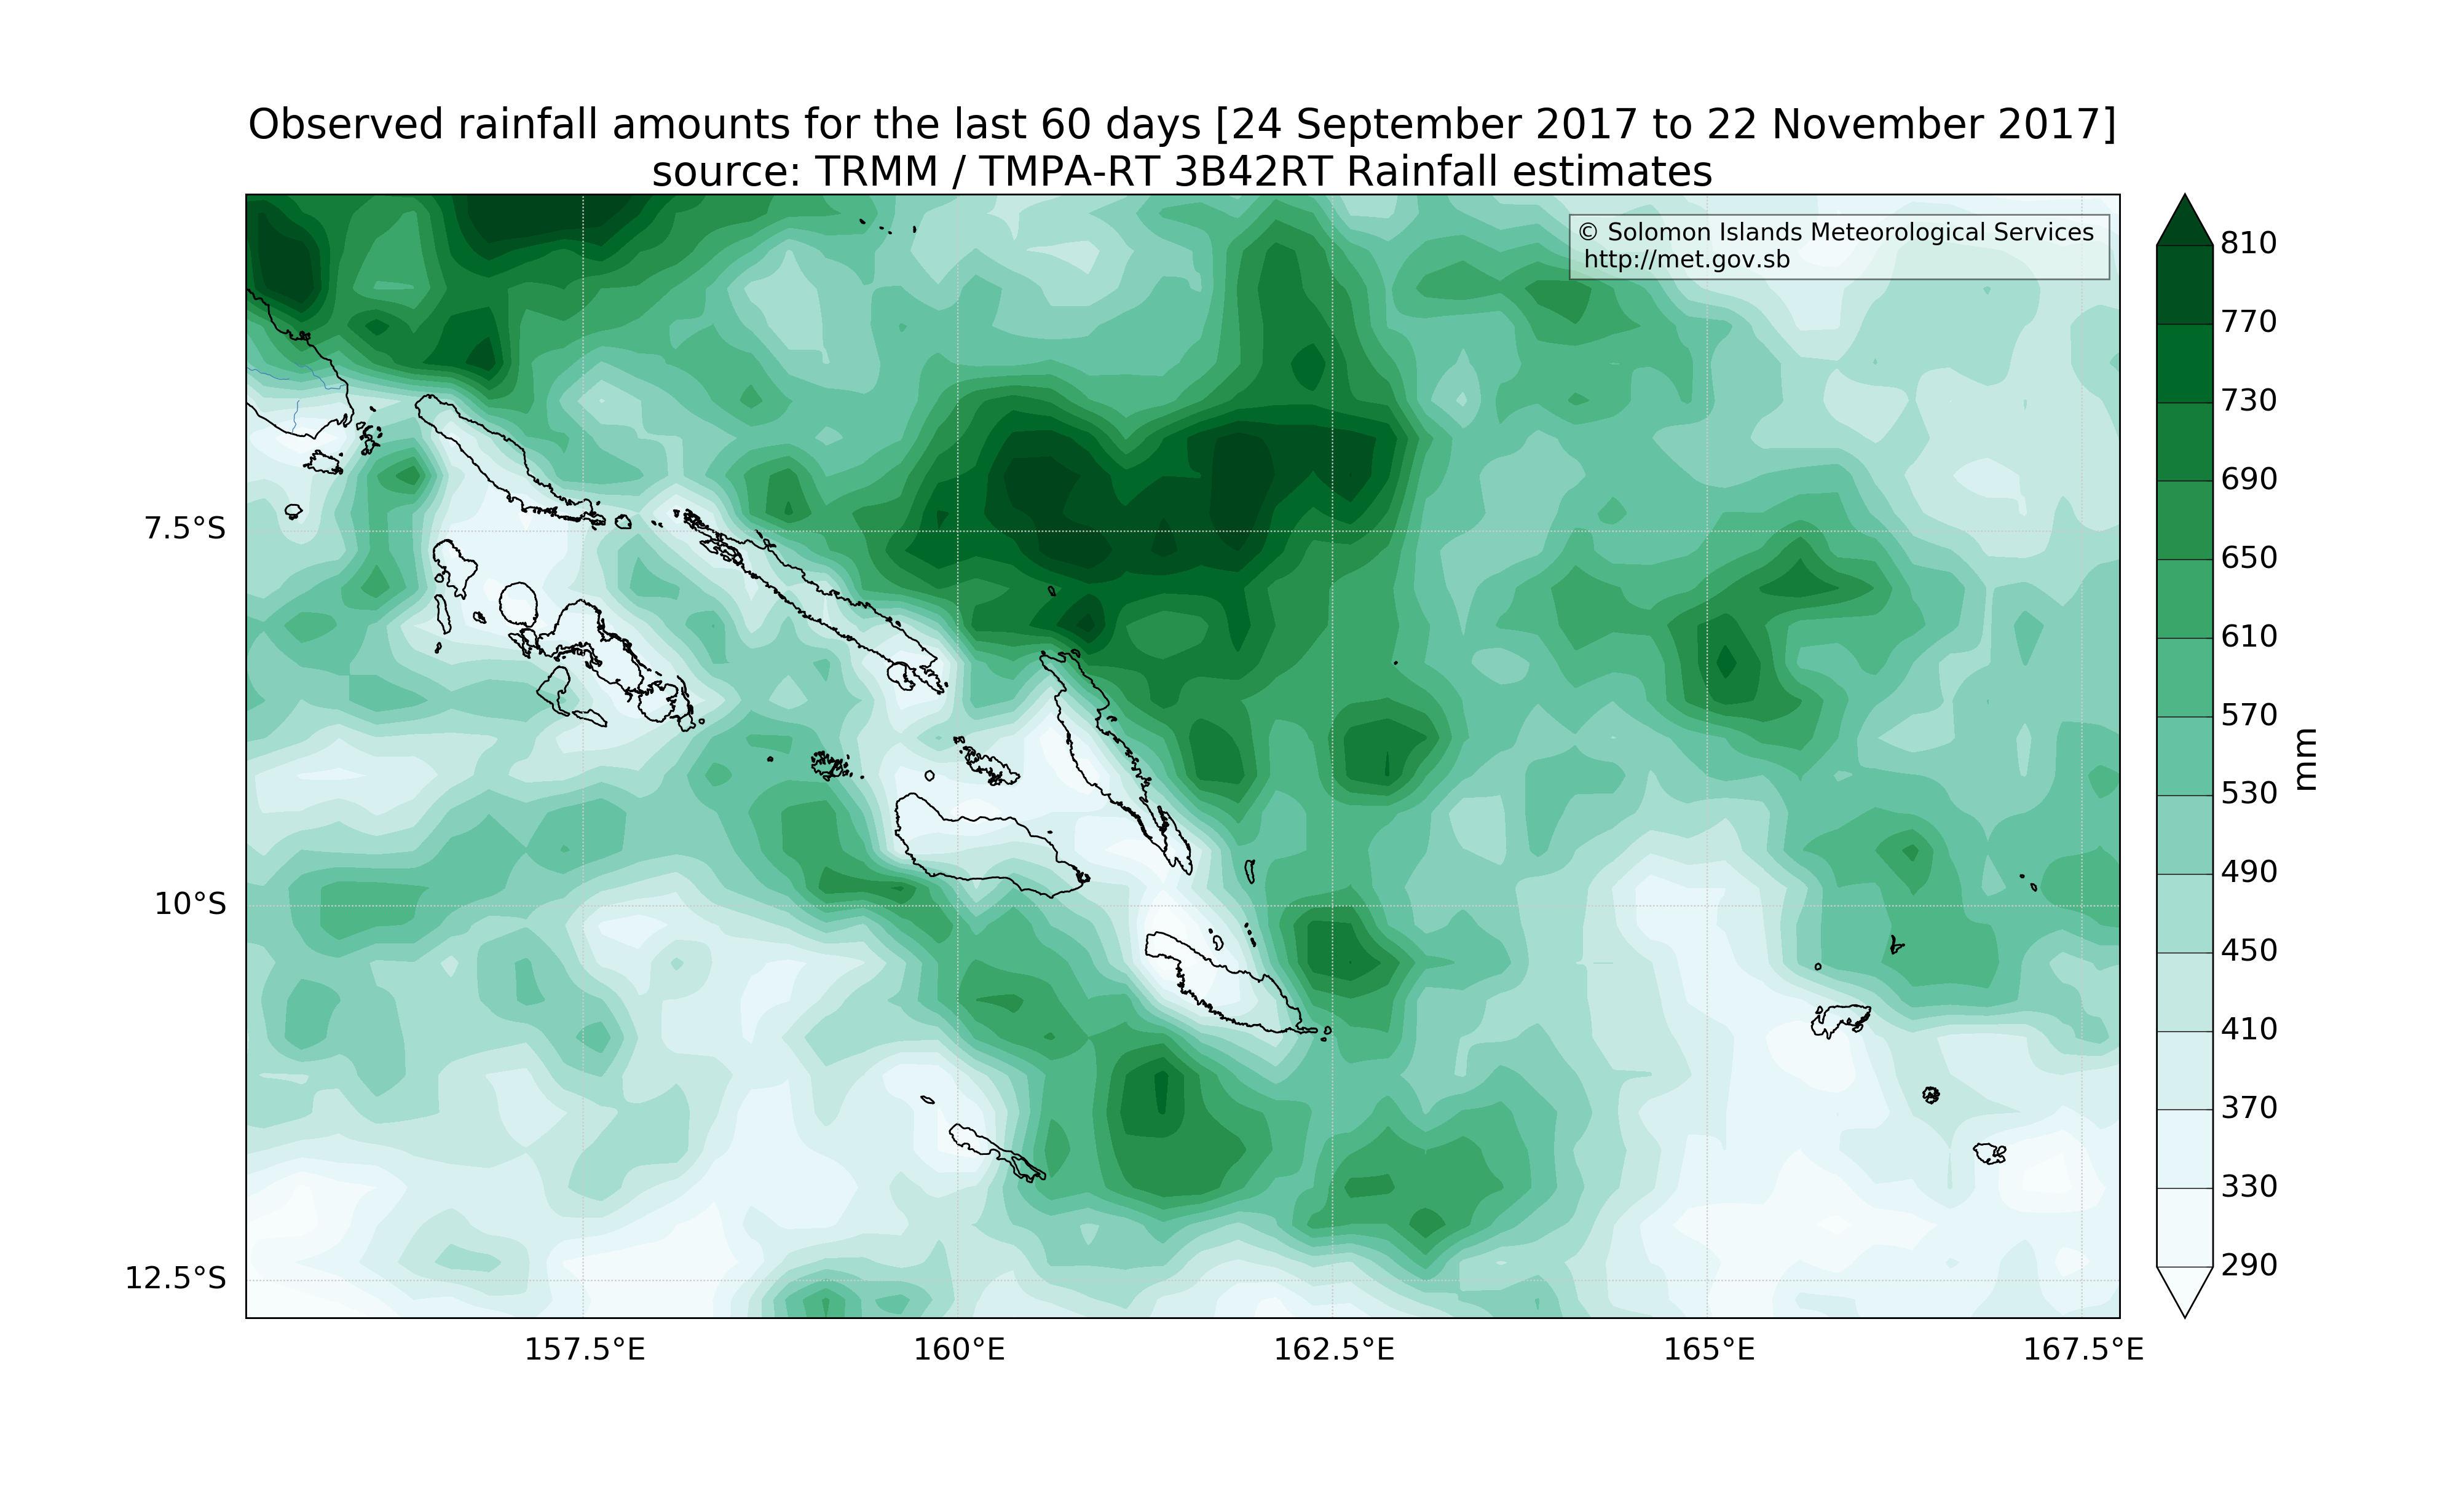 Observed rainfall amounts for the last 60 days [24 September 2017 to 22 November 2017]
source: TRMM / TMPA-RT 3B42RT Rainfall estimates
© Solomon Islands Meteorological Services
http://met.gov.sb
7.5°S
10°S
12.5°S
157.5°E
160°E
162.5°E
165°E
167.5°E
810
770
730
690
650
610
570
530
490
450
410
370
330
290
mm